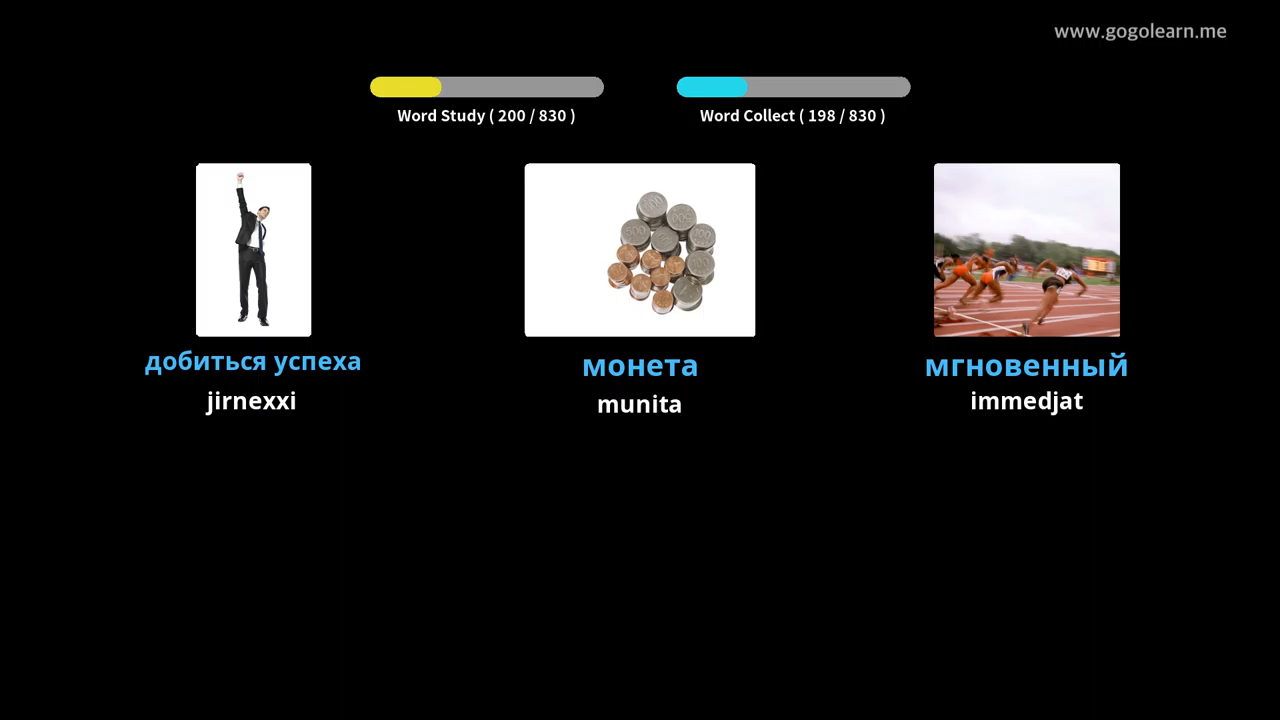 www.gogolearn.me
Word Study ( 200 / 830 )
Word Collect ( 198 / 830 )
добиться успеха
jirnexxi
монета
munita
мгновенный
immedjat